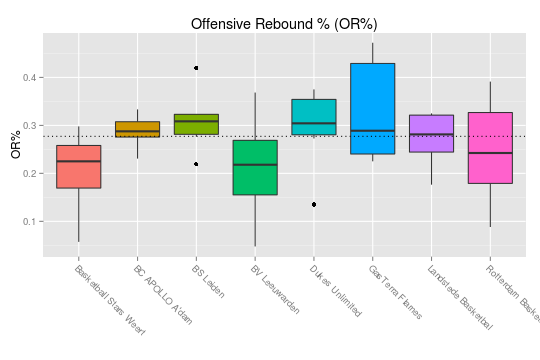 Offensive Rebound % (OR%)
OR%
0.4
0.3
0.2
0.1
Basketball Stars Weert
BC APOLLO A'dam
BS Leiden
BV Leeuwarden
Dukes Unlimited
GasTerra Flames
Landstede Basketbal
Rotterdam Basket